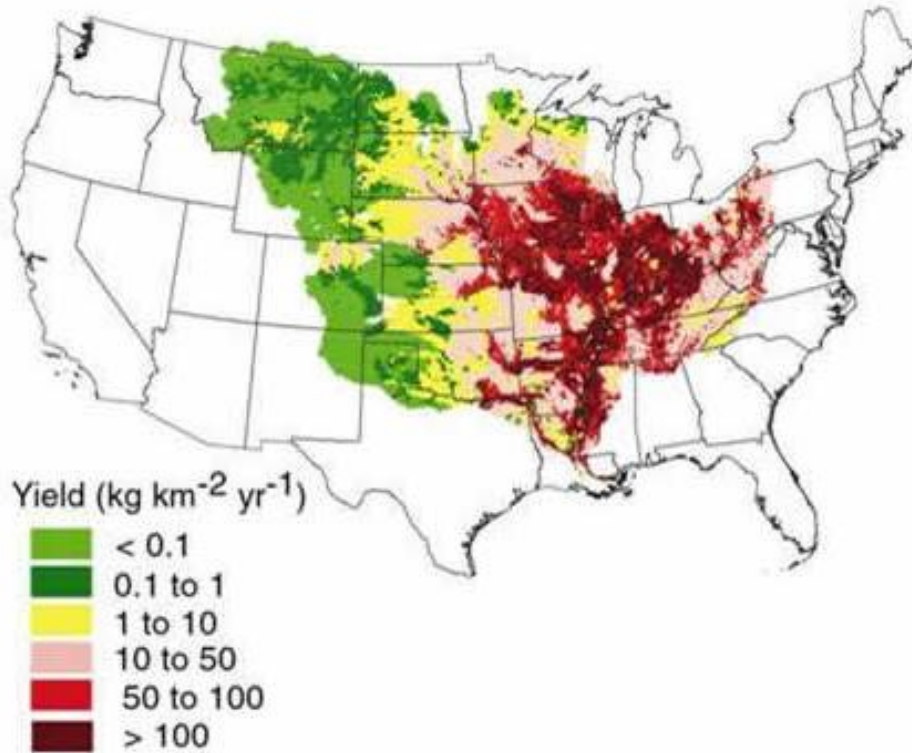 Yield (kg km⁻² yr⁻¹)
< 0.1
0.1 to 1
1 to 10
10 to 50
50 to 100
> 100